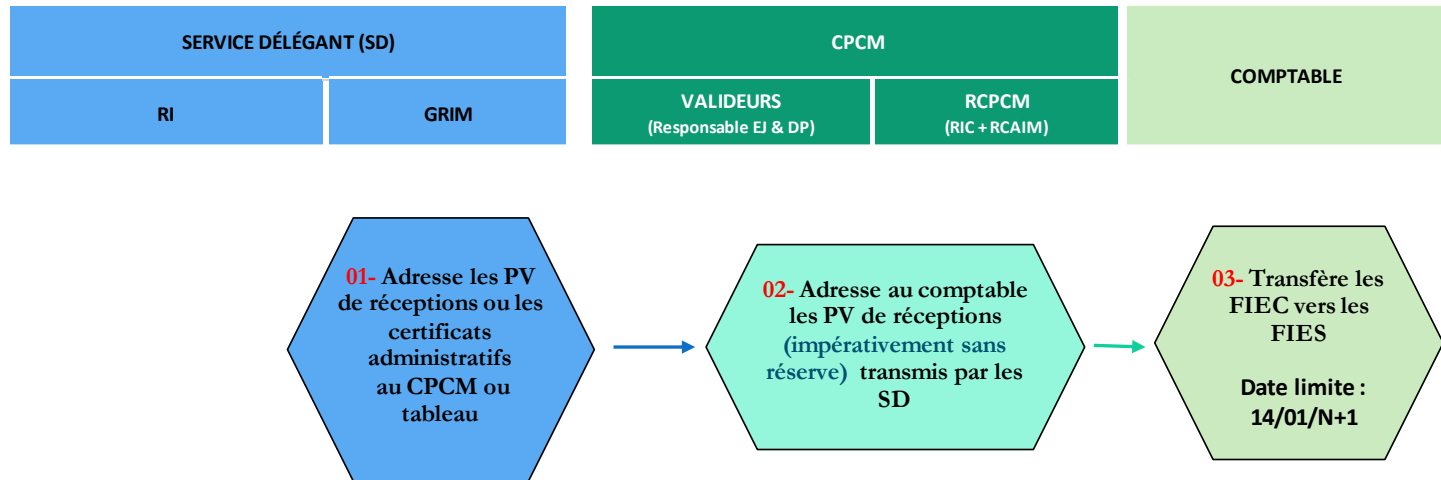 SERVICE DÉLÉGANT (SD)
CPCM
COMPTABLE
RI
GRIM
VALIDEURS
(Responsable EJ & DP)
RCPCM
(RIC + RCAIM)
01- Adresse les PV
de réceptions ou les
certificats
administratifs
au CPCM ou
tableau
02- Adresse au comptable
les PV de réceptions
(impérativement sans
réserve) transmis par les
SD
03- Transfère les
FIEC vers les
FIES
Date limite :
14/01/N+1